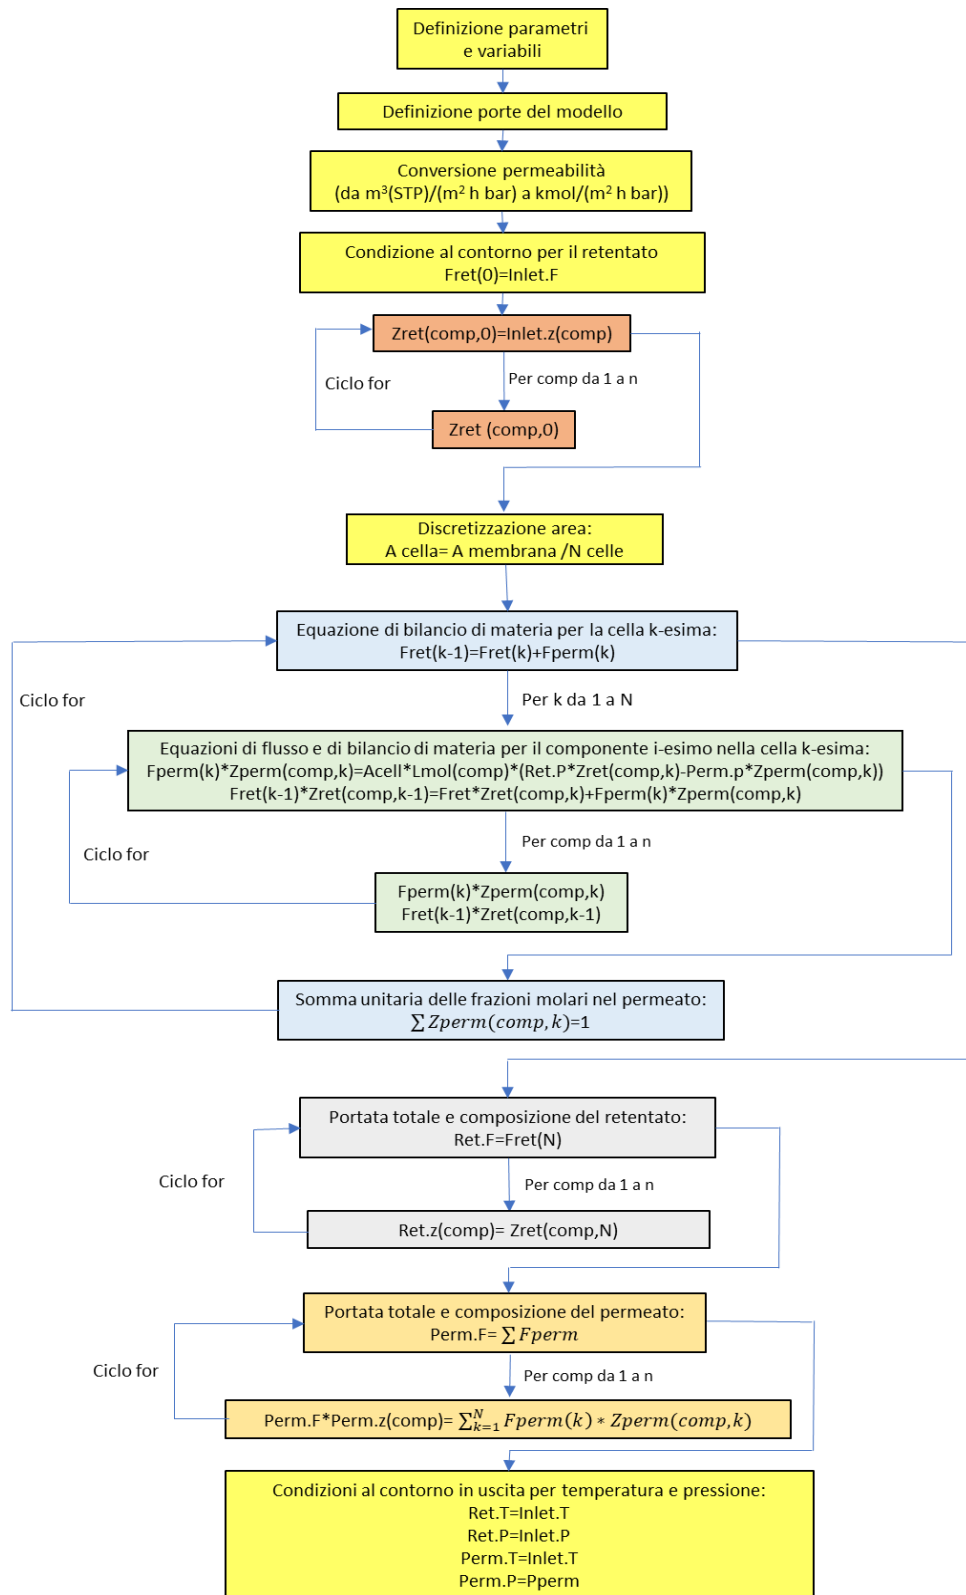 Definizione parametri
e variabili
Definizione porte del modello
Conversione permeabilità
(da m³(STP)/(m² h bar) a kmol/(m² h bar))
Condizione al contorno per il retentato
Fret(0)=Inlet.F
Zret(comp,0)=Inlet.z(comp)
Ciclo for
Per comp da 1 a n
Zret (comp,0)
Discretizzazione area:
A cella= A membrana /N celle
Equazione di bilancio di materia per la cella k-esima:
Fret(k-1)=Fret(k)+Fperm(k)
Ciclo for
Per k da 1 a N
Equazioni di flusso e di bilancio di materia per il componente i-esimo nella cella k-esima:
Fperm(k)*Zperm(comp,k)=Acell*Lmol(comp)*(Ret.P*Zret(comp,k)-Perm.p*Zperm(comp,k))
Fret(k-1)*Zret(comp,k-1)=Fret*Zret(comp,k)+Fperm(k)*Zperm(comp,k)
Per comp da 1 a n
Ciclo for
Fperm(k)*Zperm(comp,k)
Fret(k-1)*Zret(comp,k-1)
Somma unitaria delle frazioni molari nel permeato:
∑ Zperm(comp, k)=1
Portata totale e composizione del retentato:
Ret.F=Fret(N)
Ciclo for
Per comp da 1 a n
Ret.z(comp)= Zret(comp,N)
Portata totale e composizione del permeato:
Perm.F= ∑ Fperm
Ciclo for
Per comp da 1 a n
Perm.F*Perm.z(comp)= ∑ᴺₖ₌₁ Fperm(k) ∗ Zperm(comp, k)
Condizioni al contorno in uscita per temperatura e pressione:
Ret.T=Inlet.T
Ret.P=Inlet.P
Perm.T=Inlet.T
Perm.P=Pperm